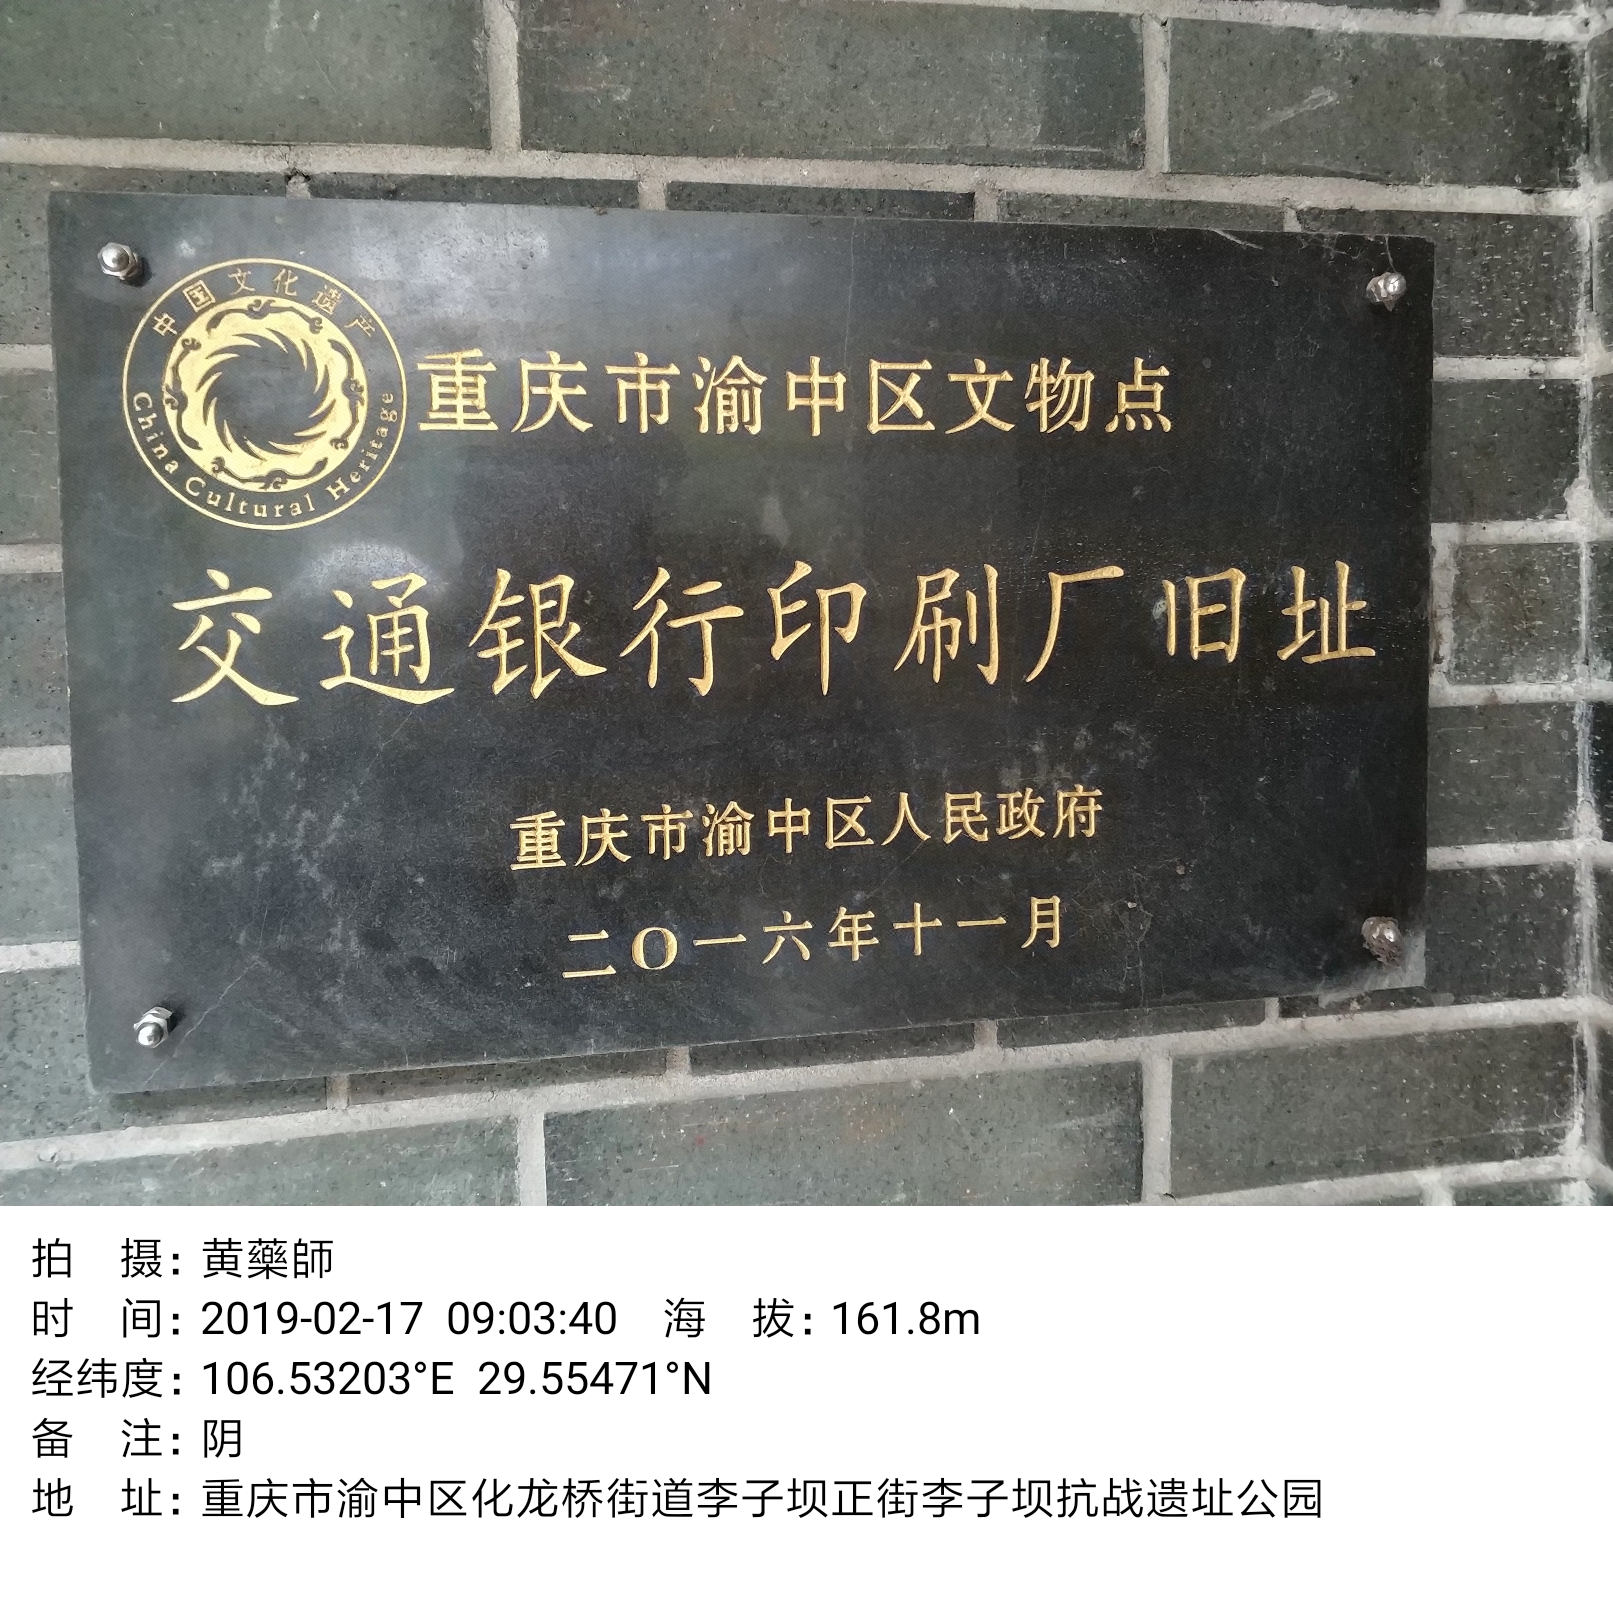 中国文化遗产
China Cultural Heritage
重庆市渝中区文物点
交通银行印刷厂旧址
重庆市渝中区人民政府
二O一六年十一月
拍　摄：黄藥師
时　间：2019-02-17 09:03:40　海　拔：161.8m
经纬度：106.53203°E 29.55471°N
备　注：阴
地　址：重庆市渝中区化龙桥街道李子坝正街李子坝抗战遗址公园